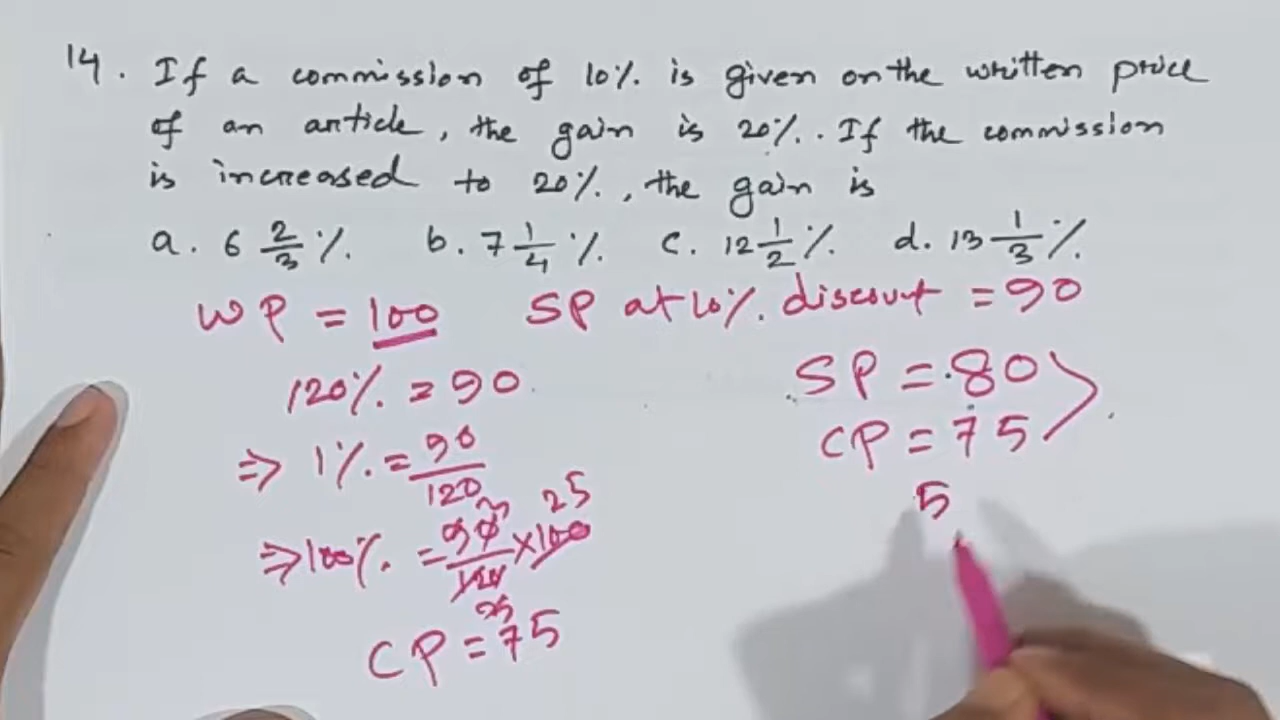 14. If a commission of 10%. is given on the written price
of an article, the gain is 20%. If the commission
is increased to 20%., the gain is
a. 6 2/3 %. b. 7 1/4 %. c. 12 1/2 %. d. 13 1/3 %.
WP = 100 SP at 10%. discount = 90
120%. = 90
SP = 80
CP = 75
⇒ 1%. = 90/120
5
⇒ 100%. = 90/120 × 100 25
CP = 75